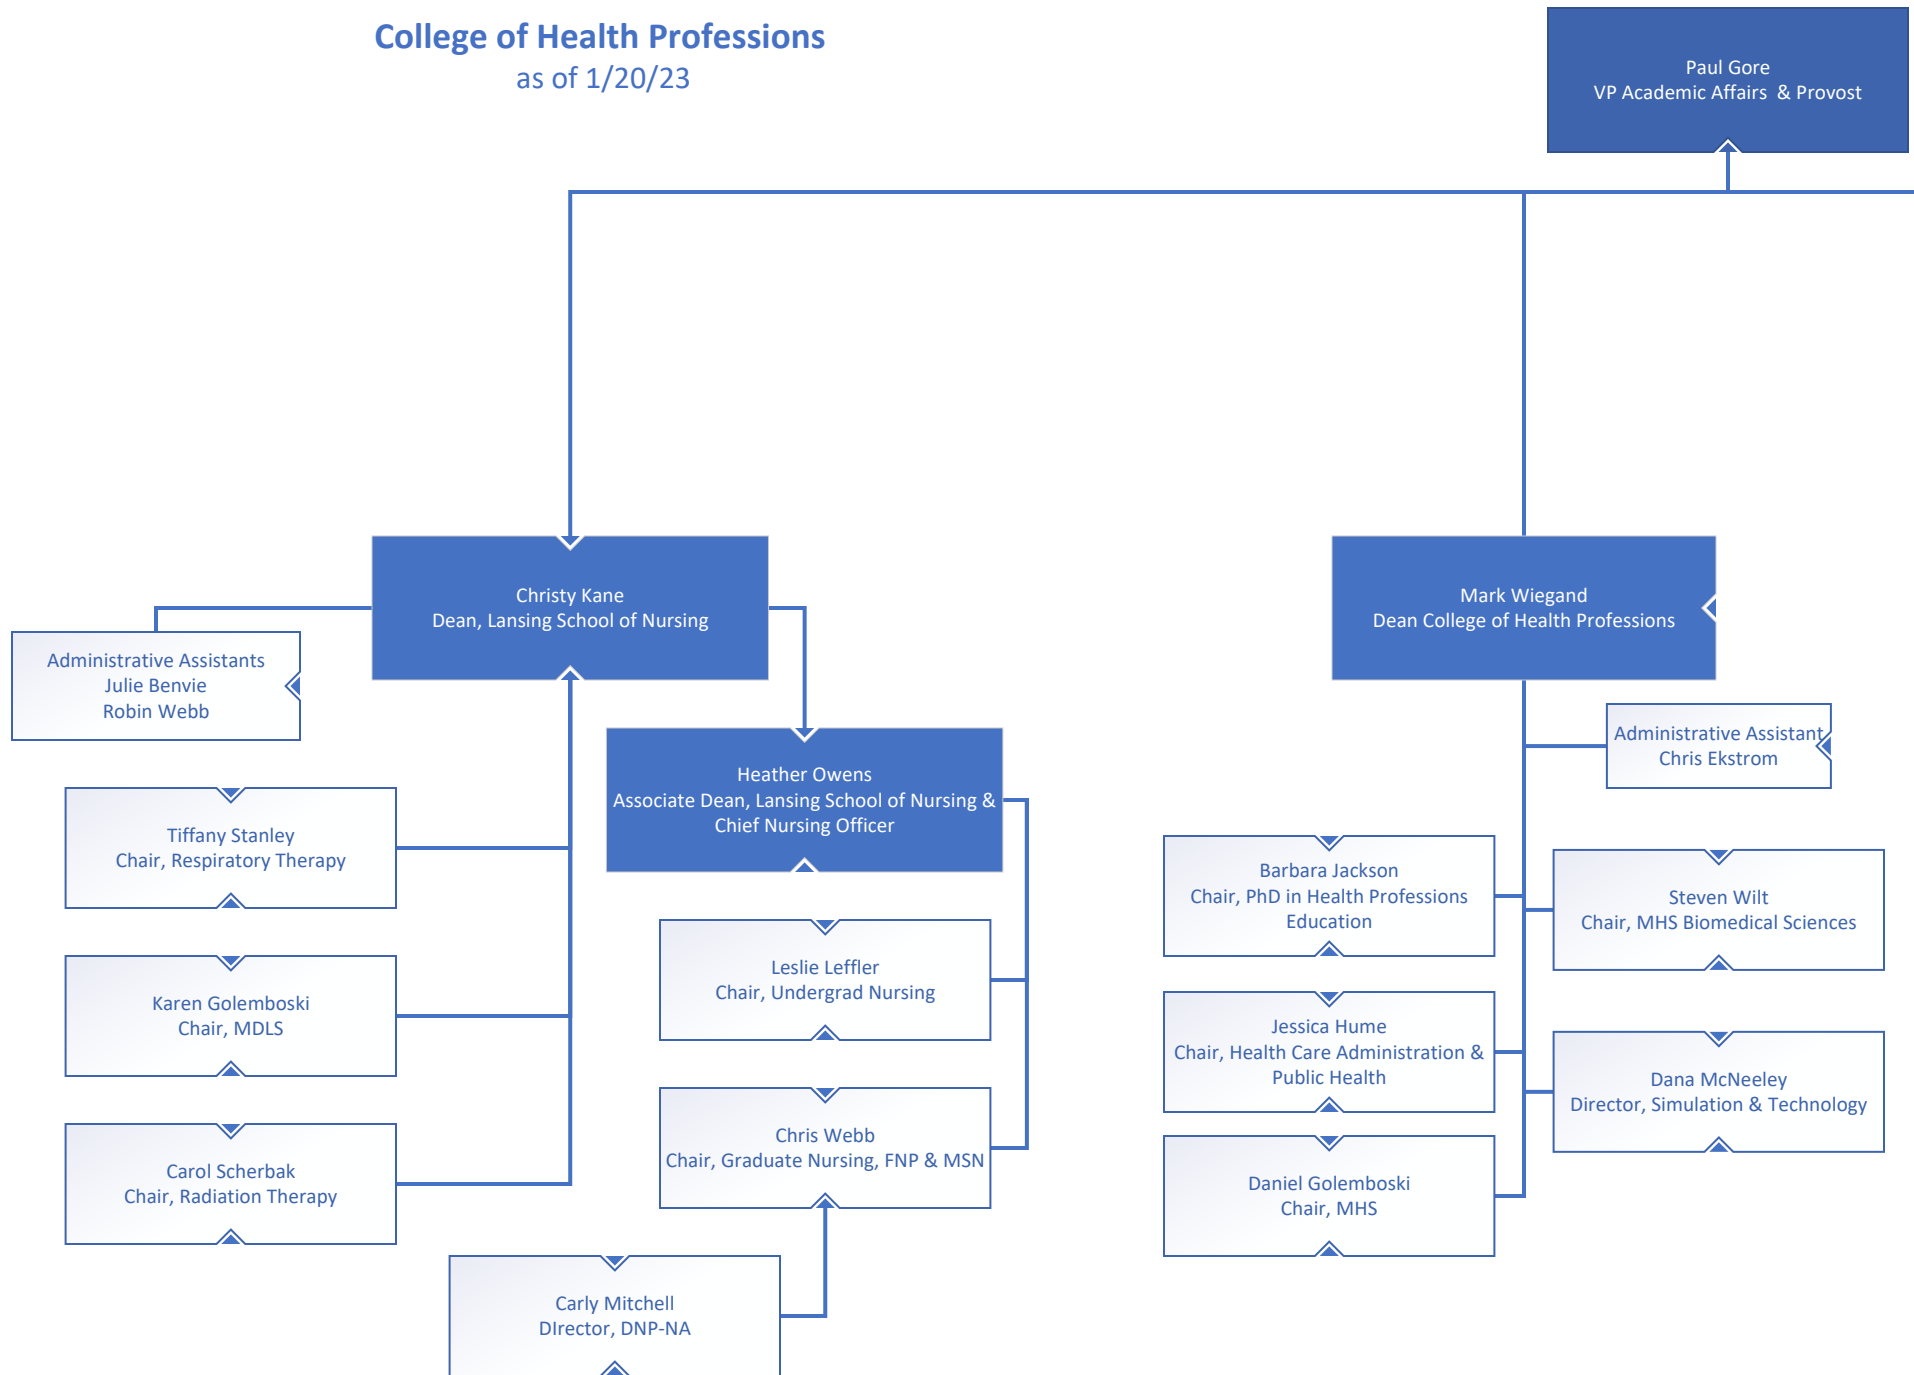 College of Health Professions
as of 1/20/23
Paul Gore
VP Academic Affairs & Provost
Christy Kane
Dean, Lansing School of Nursing
Mark Wiegand
Dean College of Health Professions
Administrative Assistants
Julie Benvie
Robin Webb
Administrative Assistant
Chris Ekstrom
Heather Owens
Associate Dean, Lansing School of Nursing &
Chief Nursing Officer
Tiffany Stanley
Chair, Respiratory Therapy
Barbara Jackson
Chair, PhD in Health Professions
Education
Steven Wilt
Chair, MHS Biomedical Sciences
Leslie Leffler
Chair, Undergrad Nursing
Karen Golemboski
Chair, MDLS
Jessica Hume
Chair, Health Care Administration &
Public Health
Dana McNeeley
Director, Simulation & Technology
Chris Webb
Chair, Graduate Nursing, FNP & MSN
Carol Scherbak
Chair, Radiation Therapy
Daniel Golemboski
Chair, MHS
Carly Mitchell
DIrector, DNP-NA